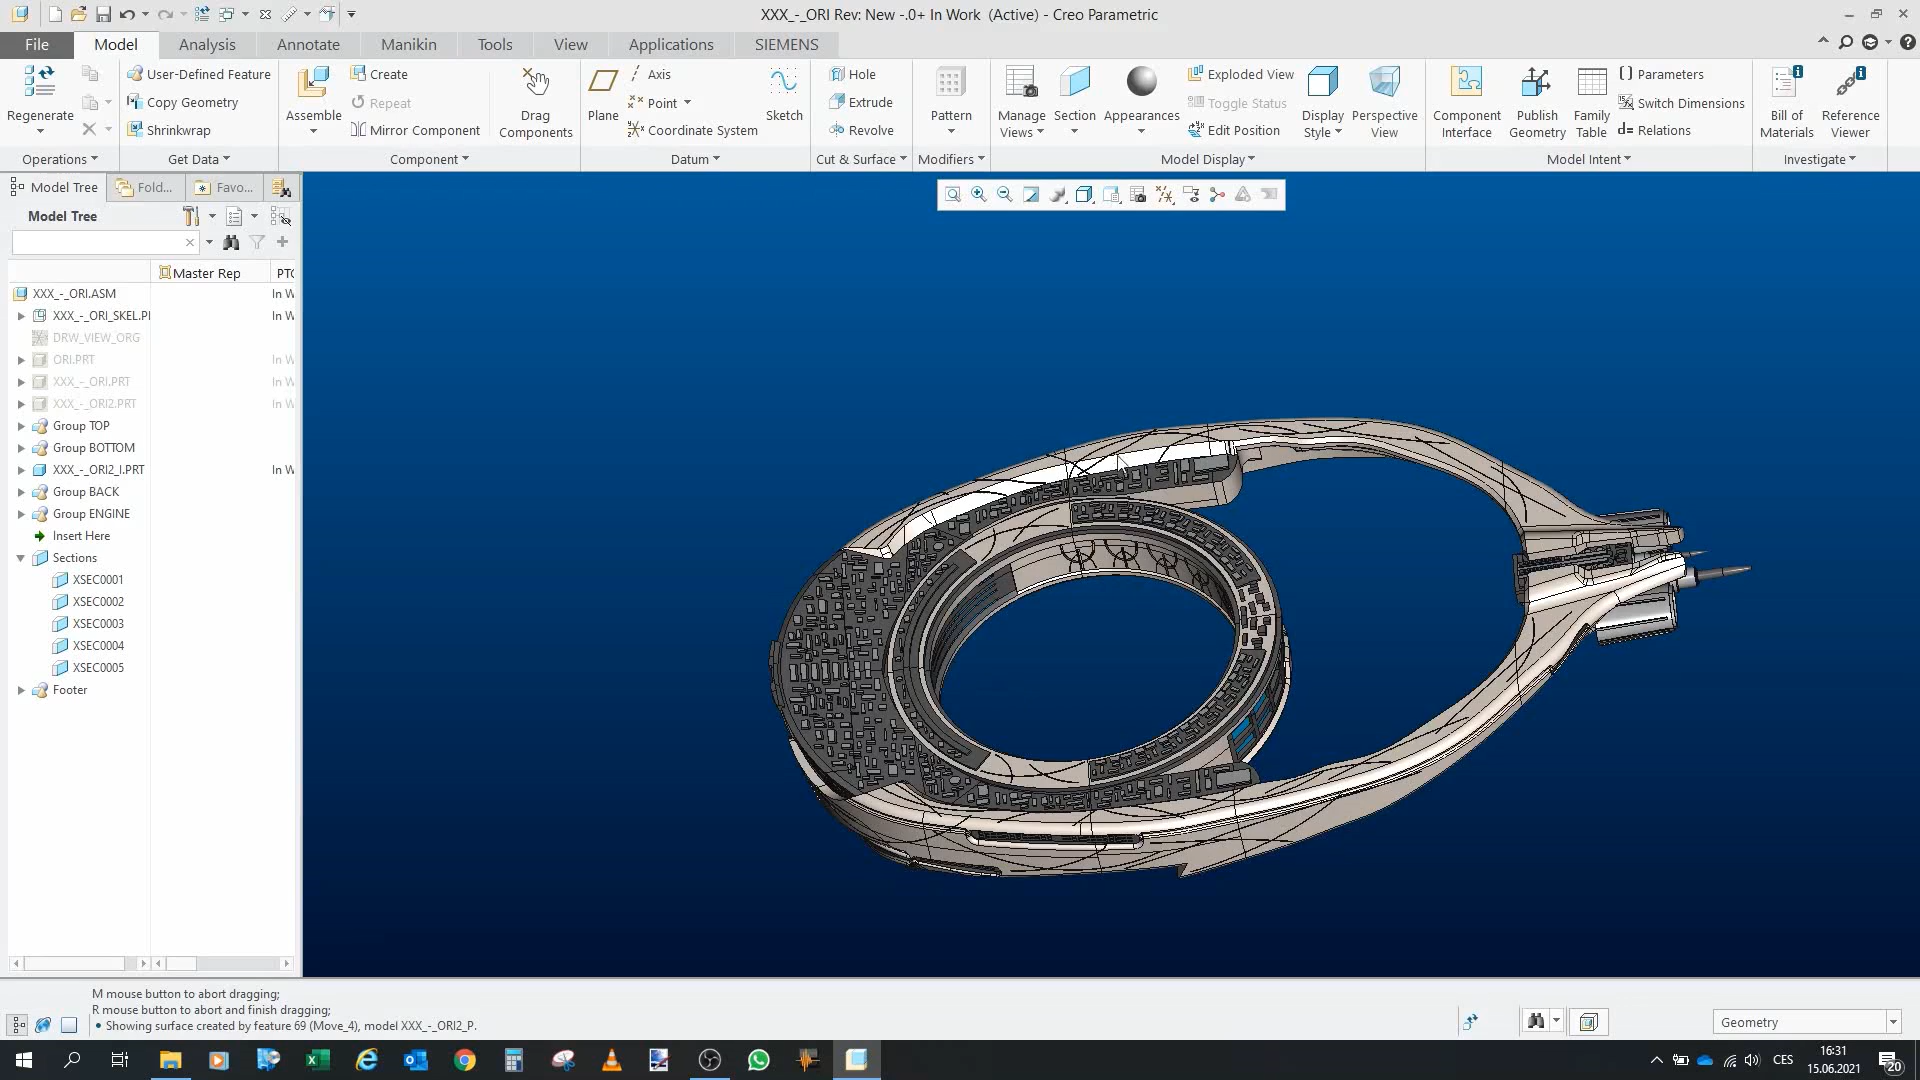 XXX_-_ORI Rev: New -.0+ In Work (Active) - Creo Parametric
File Model Analysis Annotate Manikin Tools View Applications SIEMENS
Regenerate
Operations
User-Defined Feature
Copy Geometry
Shrinkwrap
Get Data
Assemble
Create
Repeat
Mirror Component
Drag
Components
Component
Plane
Axis
Point
Coordinate System
Sketch
Datum
Hole
Extrude
Revolve
Cut & Surface
Pattern
Modifiers
Manage
Views
Section
Appearances
Exploded View
Toggle Status
Edit Position
Display
Style
Perspective
View
Model Display
Component
Interface
Publish
Geometry
Family
Table
Parameters
Switch Dimensions
Relations
Model Intent
Bill of
Materials
Reference
Viewer
Investigate
Model Tree Fold... Favo...
Model Tree
Master Rep PTC
XXX_-_ORI.ASM In W
XXX_-_ORI_SKEL.PI In W
DRW_VIEW_ORG
ORI.PRT In W
XXX_-_ORI.PRT In W
XXX_-_ORI2.PRT In W
Group TOP
Group BOTTOM
XXX_-_ORI2_I.PRT In W
Group BACK
Group ENGINE
Insert Here
Sections
XSEC0001
XSEC0002
XSEC0003
XSEC0004
XSEC0005
Footer
M mouse button to abort dragging;
R mouse button to abort and finish dragging;
• Showing surface created by feature 69 (Move_4), model XXX_-_ORI2_P.
Geometry
CES
16:31
15.06.2021
20